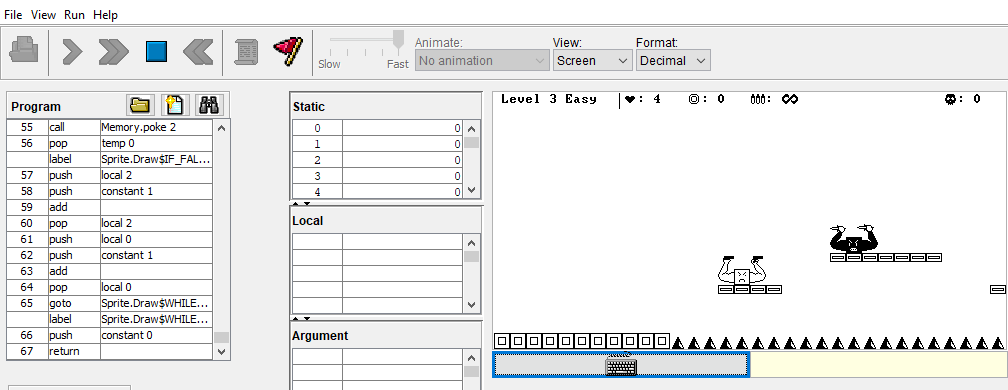 File View Run Help
Animate:
View:
Format:
Slow
Fast
No animation
Screen
Decimal
Program
55 call Memory.poke 2
56 pop temp 0
label Sprite.Draw$IF_FAL...
57 push local 2
58 push constant 1
59 add
60 pop local 2
61 push local 0
62 push constant 1
63 add
64 pop local 0
65 goto Sprite.Draw$WHILE...
label Sprite.Draw$WHILE...
66 push constant 0
67 return
Static
0 0
1 0
2 0
3 0
4 0
Local
Argument
Level 3 Easy : 4 : 0 : ∞ : 0